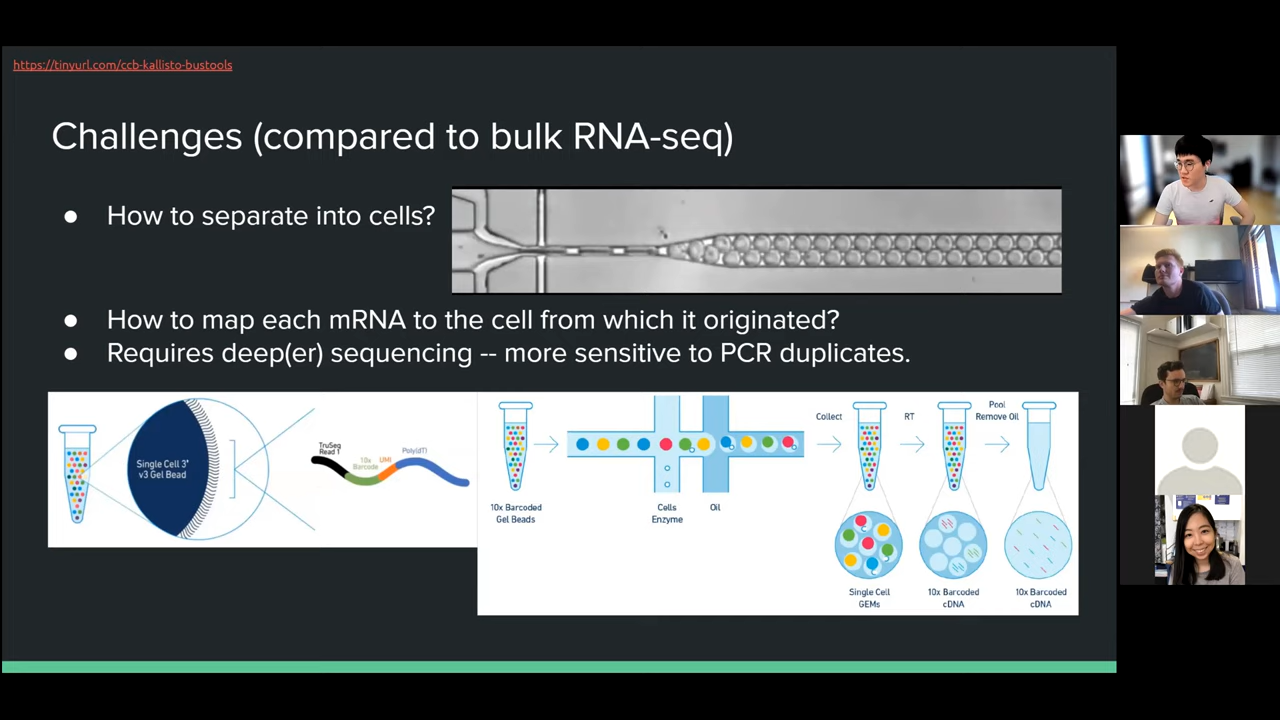 https://tinyurl.com/ccb-kallisto-bustools
Challenges (compared to bulk RNA-seq)
● How to separate into cells?
● How to map each mRNA to the cell from which it originated?
● Requires deep(er) sequencing -- more sensitive to PCR duplicates.
Single Cell 3'
v3 Gel Bead
TruSeq
Read 1
10x
Barcode
UMI
Poly(dT)
10x Barcoded
Gel Beads
Cells
Enzyme
Oil
Collect
RT
Pool
Remove Oil
Single Cell
GEMs
10x Barcoded
cDNA
10x Barcoded
cDNA